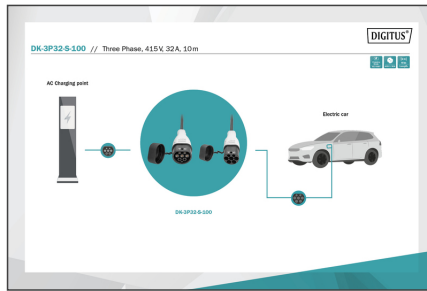 DIGITUS®
DK-3P32-S-100 // Three Phase, 415 V, 32 A, 10 m
AC Charging point
Electric car
DK-3P32-S-100